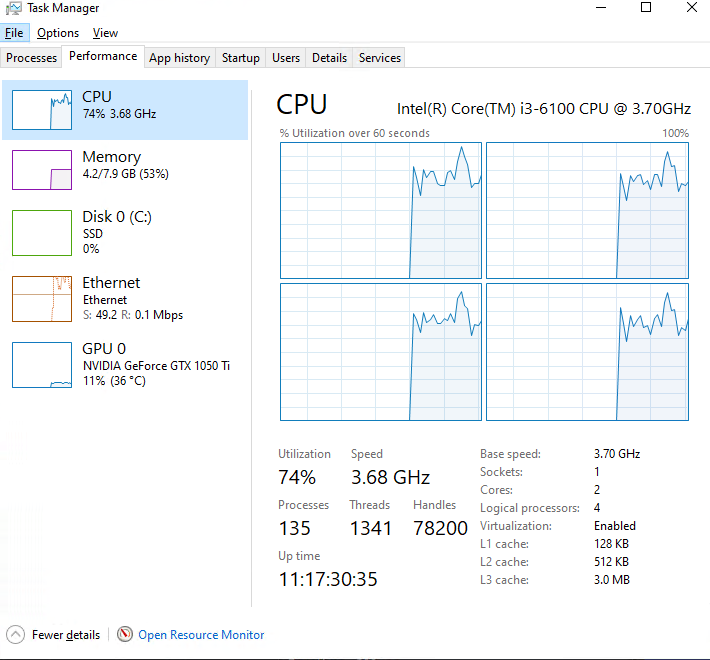 Task Manager
File Options View
Processes Performance App history Startup Users Details Services
CPU
74% 3.68 GHz
Memory
4.2/7.9 GB (53%)
Disk 0 (C:)
SSD
0%
Ethernet
Ethernet
S: 49.2 R: 0.1 Mbps
GPU 0
NVIDIA GeForce GTX 1050 Ti
11% (36 °C)
CPU Intel(R) Core(TM) i3-6100 CPU @ 3.70GHz
% Utilization over 60 seconds 100%
Utilization Speed
74% 3.68 GHz
Processes Threads Handles
135 1341 78200
Up time
11:17:30:35
Base speed: 3.70 GHz
Sockets: 1
Cores: 2
Logical processors: 4
Virtualization: Enabled
L1 cache: 128 KB
L2 cache: 512 KB
L3 cache: 3.0 MB
Fewer details Open Resource Monitor